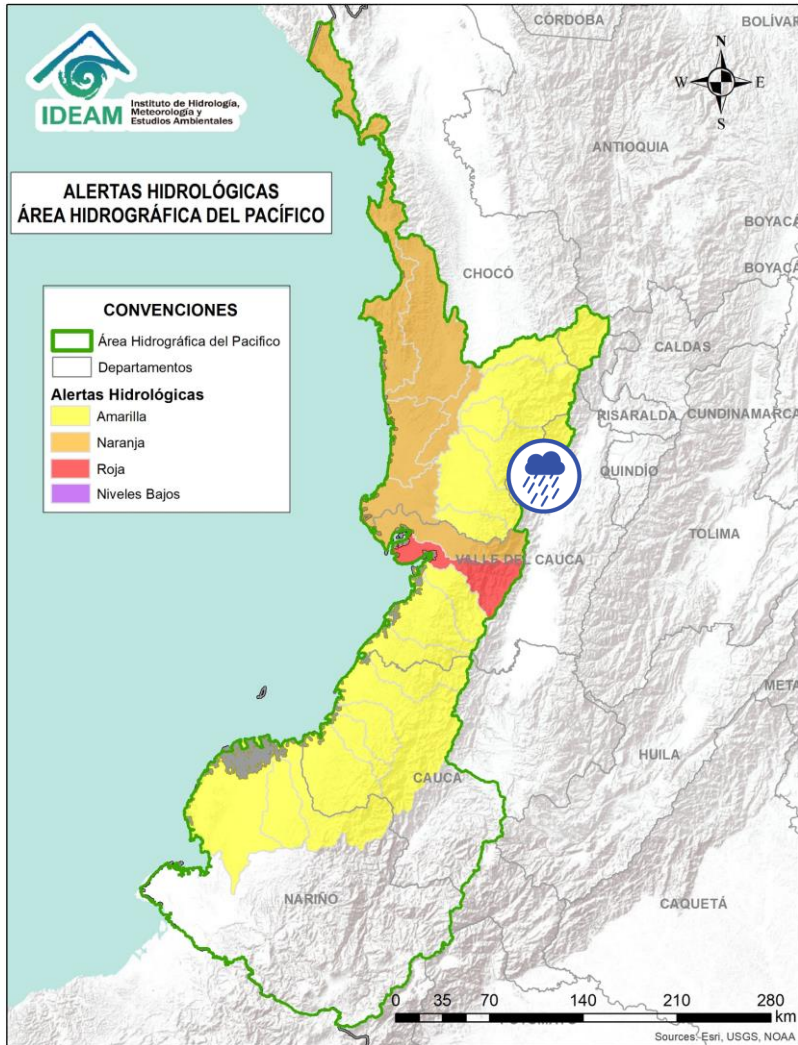 CÓRDOBA
BOLÍVAR
N
W
E
S
IDEAM
Instituto de Hidrología,
Meteorología y
Estudios Ambientales
ANTIOQUIA
ALERTAS HIDROLÓGICAS
ÁREA HIDROGRÁFICA DEL PACÍFICO
BOYACÁ
BOYACÁ
CHOCÓ
CONVENCIONES
Área Hidrográfica del Pacifico
Departamentos
Alertas Hidrológicas
Amarilla
Naranja
Roja
Niveles Bajos
CALDAS
RISARALDA
CUNDINAMARCA
QUINDÍO
TOLIMA
VALLE DEL CAUCA
META
HUILA
CAUCA
NARIÑO
CAQUETÁ
0 35 70 140 210 280
km
Sources: Esri, USGS, NOAA